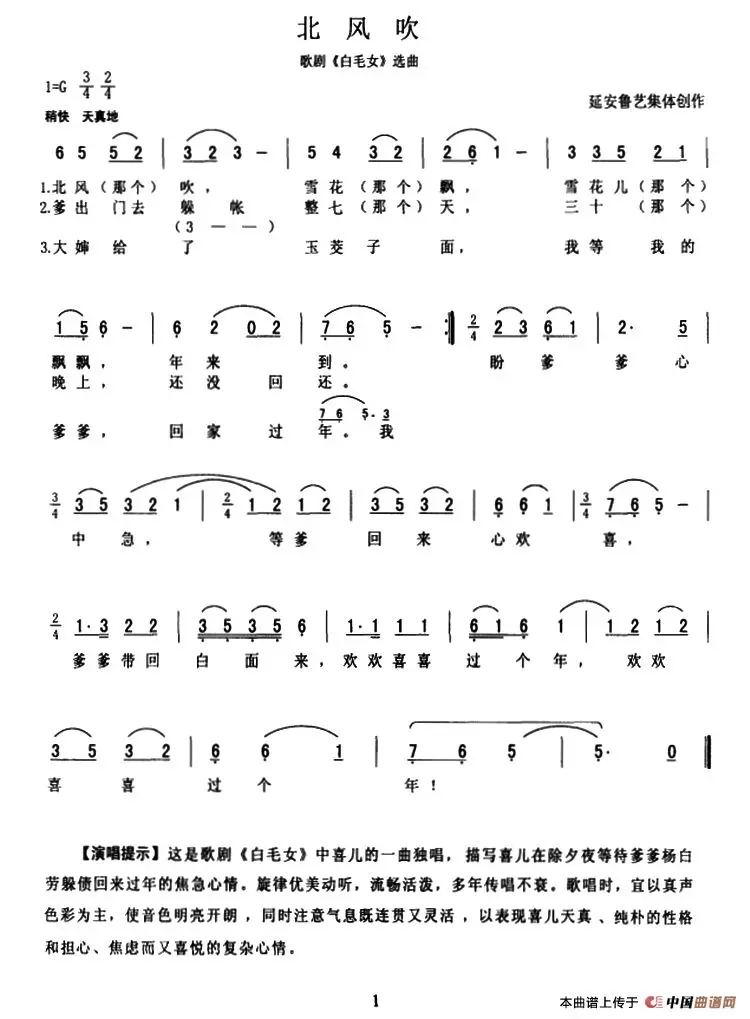 北风吹
歌剧《白毛女》选曲
1=G 3/4 2/4
延安鲁艺集体创作
稍快 天真地
6 5 5 2 | 3 2 3 － | 5 4 3 2 | 2· 6 1 － | 3 3 5 2 1 |
1.北风（那个）吹， 雪花（那个）飘， 雪花儿（那个）
2.爹出门去躲帐 整七（那个）天， 三十（那个）
（3 － －）
3.大婶给了 玉茭子面， 我等我的
1 5 6 － | 6 2 0 2 | 7 6 5 － :‖ 2/4 2 3 6 1 | 2· 5 |
飘飘， 年来到。 盼爹爹心
晚上， 还没回还。
7 6 5· 3
爹爹， 回家过年。我
3/4 3 5 3 2 1 | 2/4 1 2 1 2 | 3 5 3 2 | 6 6 1 | 3/4 7 6 5 － |
中急， 等爹回来心欢喜，
2/4 1· 3 2 2 | 3 5 3 5 6 | 1· 1 1 1 | 6 1 6 1 | 1 2 1 2 |
爹爹带回白面来，欢欢喜喜过个年， 欢欢
3 5 3 2 | 6 6 1 | 7 6 5 | 5· 0 ‖
喜喜过个年！
【演唱提示】这是歌剧《白毛女》中喜儿的一曲独唱，描写喜儿在除夕夜等待爹爹杨白
劳躲债回来过年的焦急心情。旋律优美动听，流畅活泼，多年传唱不衰。歌唱时，宜以真声
色彩为主，使音色明亮开朗，同时注意气息既连贯又灵活，以表现喜儿天真、纯朴的性格
和担心、焦虑而又喜悦的复杂心情。
1
本曲谱上传于 中国曲谱网